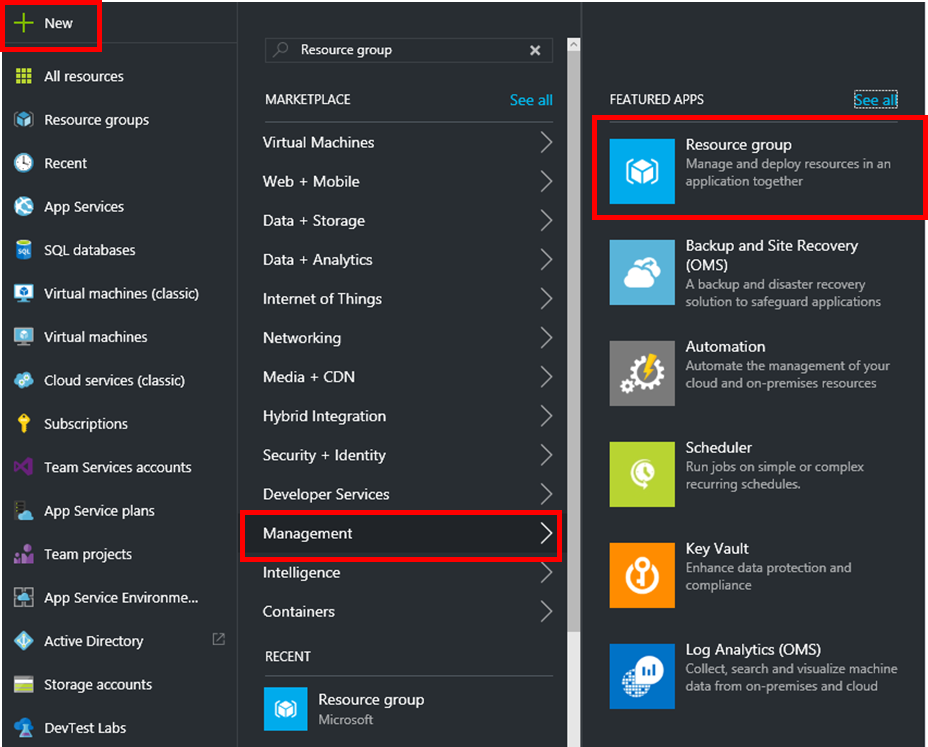 New
All resources
Resource groups
Recent
App Services
SQL databases
Virtual machines (classic)
Virtual machines
Cloud services (classic)
Subscriptions
Team Services accounts
App Service plans
Team projects
App Service Environme...
Active Directory
Storage accounts
DevTest Labs
Resource group
MARKETPLACE
See all
Virtual Machines
Web + Mobile
Data + Storage
Data + Analytics
Internet of Things
Networking
Media + CDN
Hybrid Integration
Security + Identity
Developer Services
Management
Intelligence
Containers
RECENT
Resource group
Microsoft
FEATURED APPS
See all
Resource group
Manage and deploy resources in an
application together
Backup and Site Recovery
(OMS)
A backup and disaster recovery
solution to safeguard applications
Automation
Automate the management of your
cloud and on-premises resources
Scheduler
Run jobs on simple or complex
recurring schedules.
Key Vault
Enhance data protection and
compliance
Log Analytics (OMS)
Collect, search and visualize machine
data from on-premises and cloud